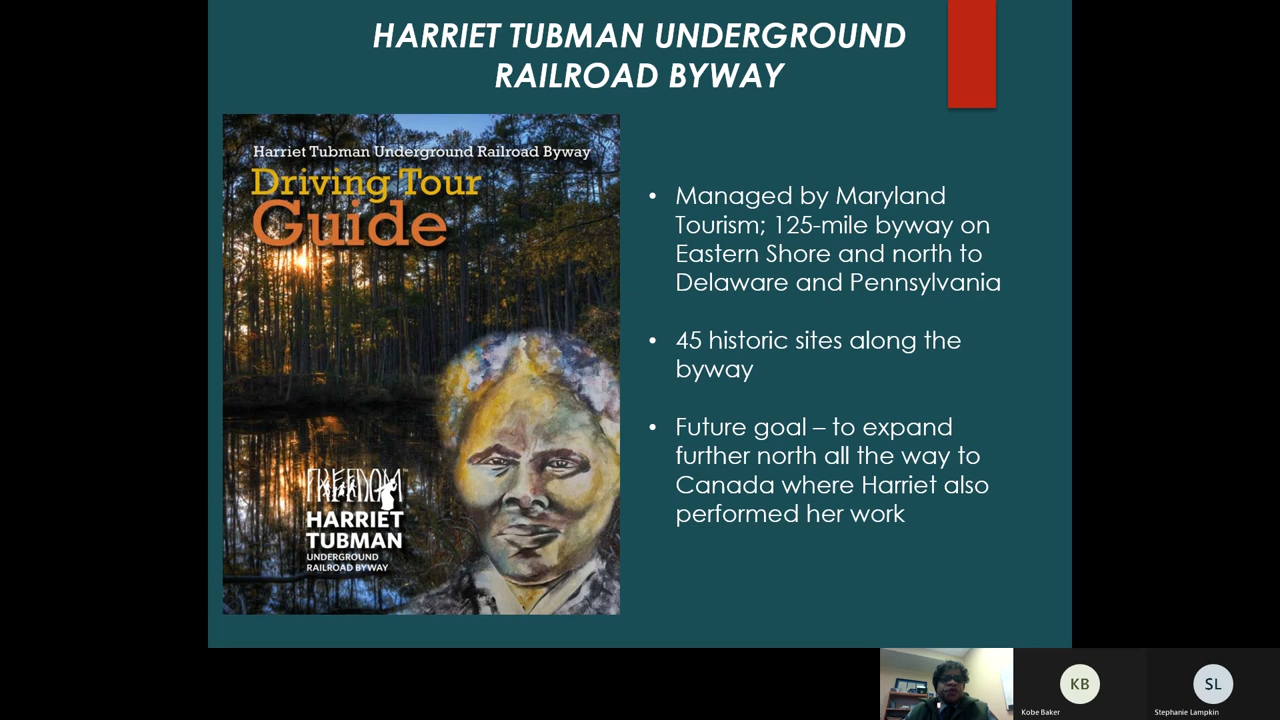 HARRIET TUBMAN UNDERGROUND
RAILROAD BYWAY
Harriet Tubman Underground Railroad Byway
Driving Tour
Guide
FREEDOM
HARRIET
TUBMAN
UNDERGROUND
RAILROAD BYWAY
• Managed by Maryland
Tourism; 125-mile byway on
Eastern Shore and north to
Delaware and Pennsylvania
• 45 historic sites along the
byway
• Future goal – to expand
further north all the way to
Canada where Harriet also
performed her work
KB
Kobe Baker
SL
Stephanie Lampkin